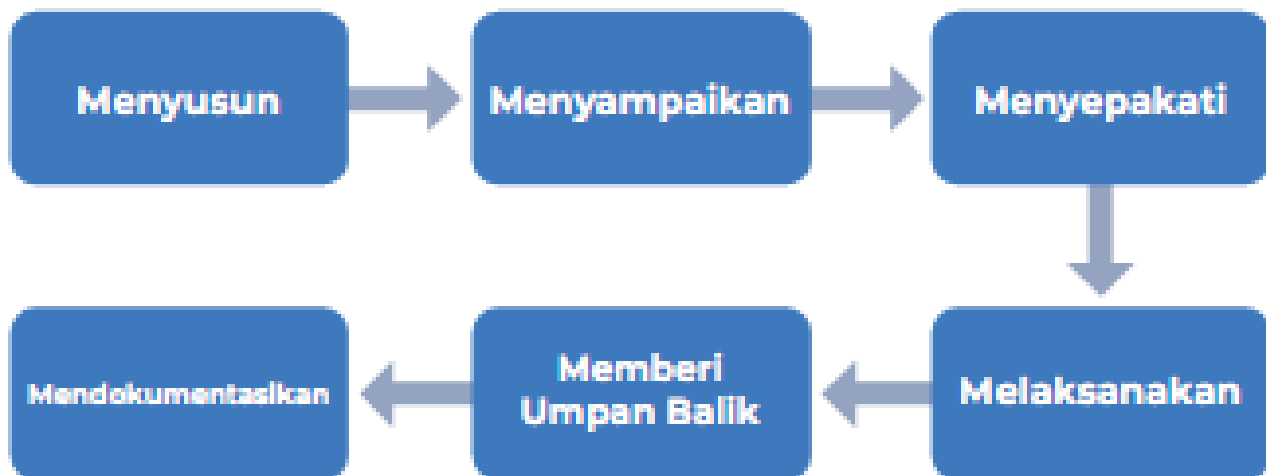 Menyusun
Menyampaikan
Menyepakati
Melaksanakan
Memberi
Umpan Balik
Mendokumentasikan